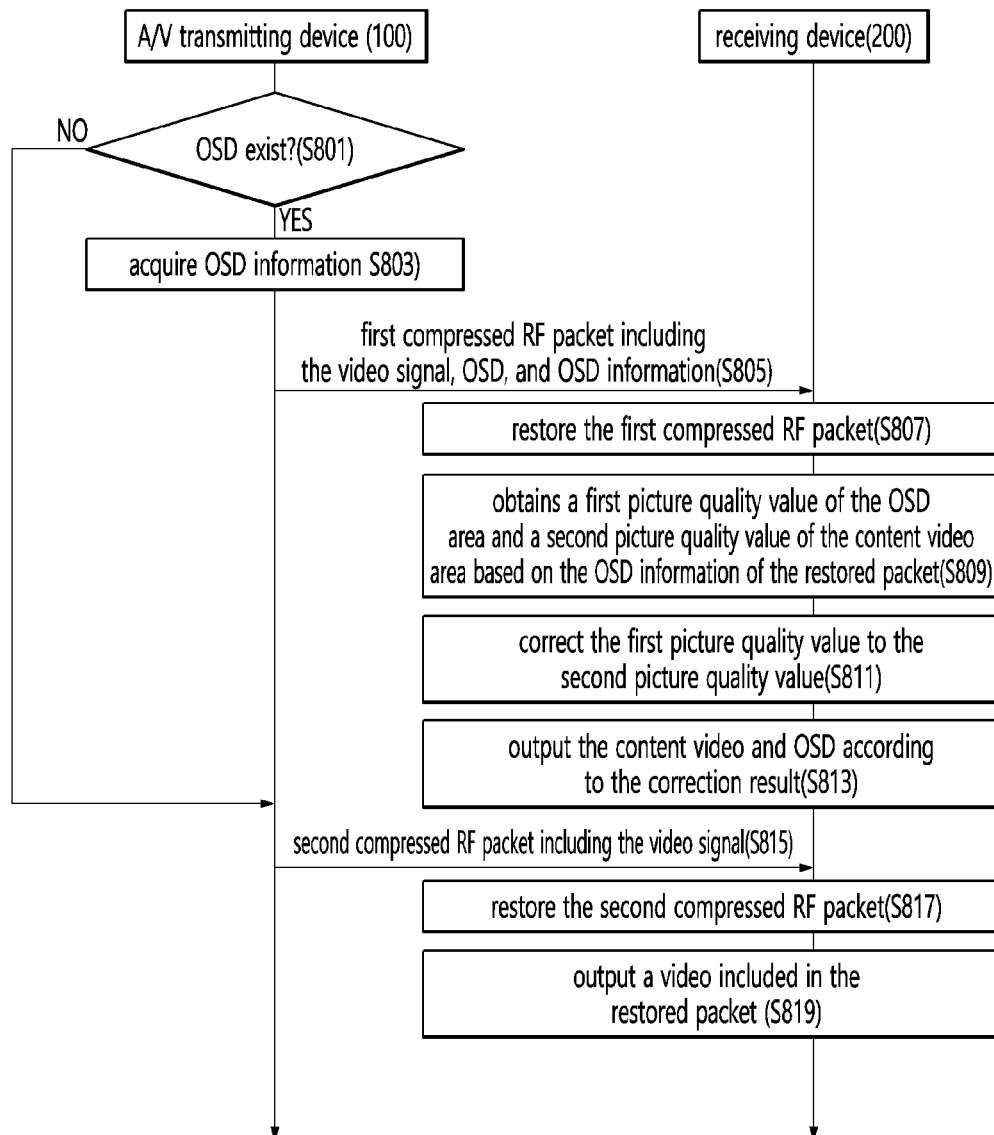 A/V transmitting device (100)
receiving device(200)
NO
OSD exist?(S801)
YES
acquire OSD information S803)
first compressed RF packet including
the video signal, OSD, and OSD information(S805)
restore the first compressed RF packet(S807)
obtains a first picture quality value of the OSD
area and a second picture quality value of the content video
area based on the OSD information of the restored packet(S809)
correct the first picture quality value to the
second picture quality value(S811)
output the content video and OSD according
to the correction result(S813)
second compressed RF packet including the video signal(S815)
restore the second compressed RF packet(S817)
output a video included in the
restored packet (S819)